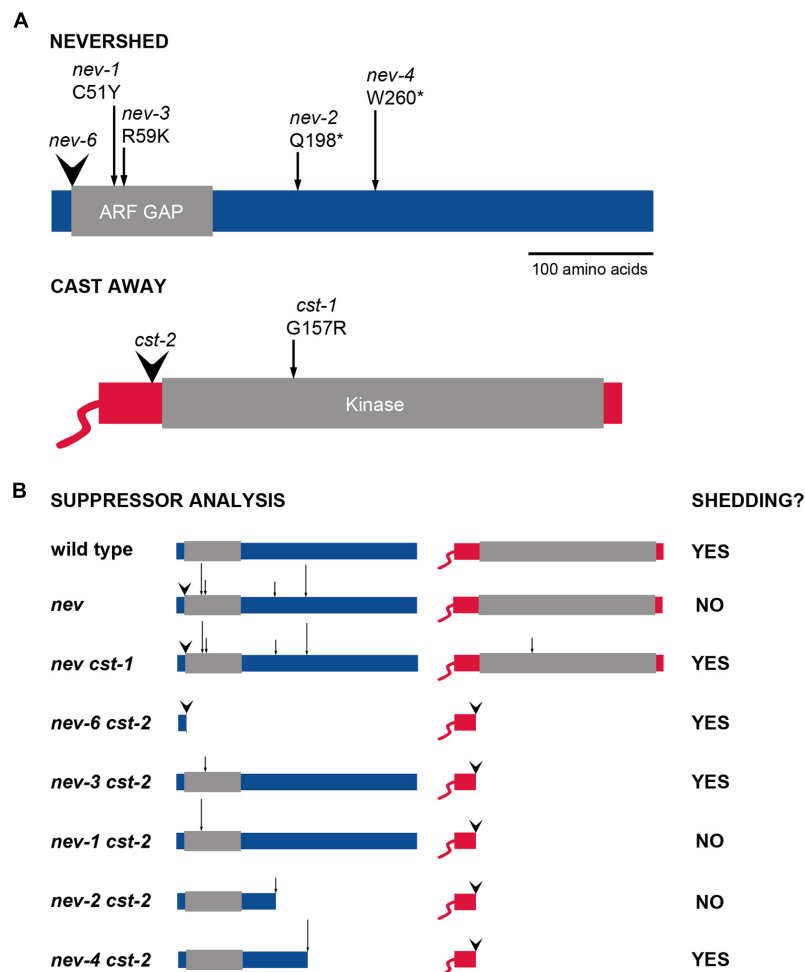 A
NEVERSHED
nev-1
C51Y
nev-3
R59K
nev-6
nev-2
Q198*
nev-4
W260*
ARF GAP
100 amino acids
CAST AWAY
cst-2
cst-1
G157R
Kinase
B
SUPPRESSOR ANALYSIS SHEDDING?
wild type YES
nev NO
nev cst-1 YES
nev-6 cst-2 YES
nev-3 cst-2 YES
nev-1 cst-2 NO
nev-2 cst-2 NO
nev-4 cst-2 YES